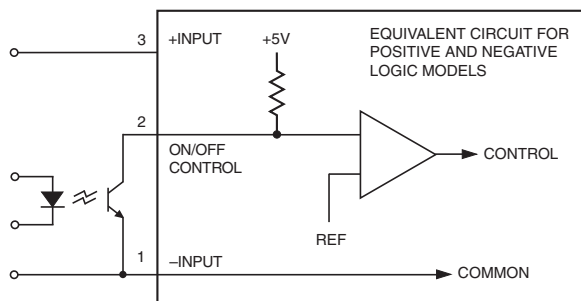 EQUIVALENT CIRCUIT FOR
POSITIVE AND NEGATIVE
LOGIC MODELS
3
+INPUT
+5V
2
ON/OFF
CONTROL
CONTROL
REF
1
–INPUT
COMMON